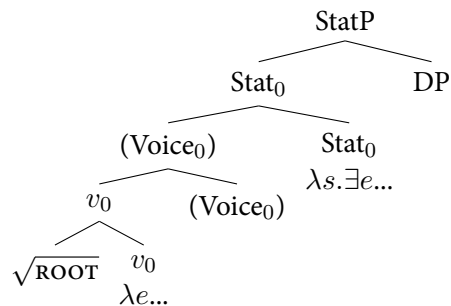 StatP
Stat₀ DP
(Voice₀) Stat₀
λs.∃e...
v₀ (Voice₀)
√ROOT v₀
λe...